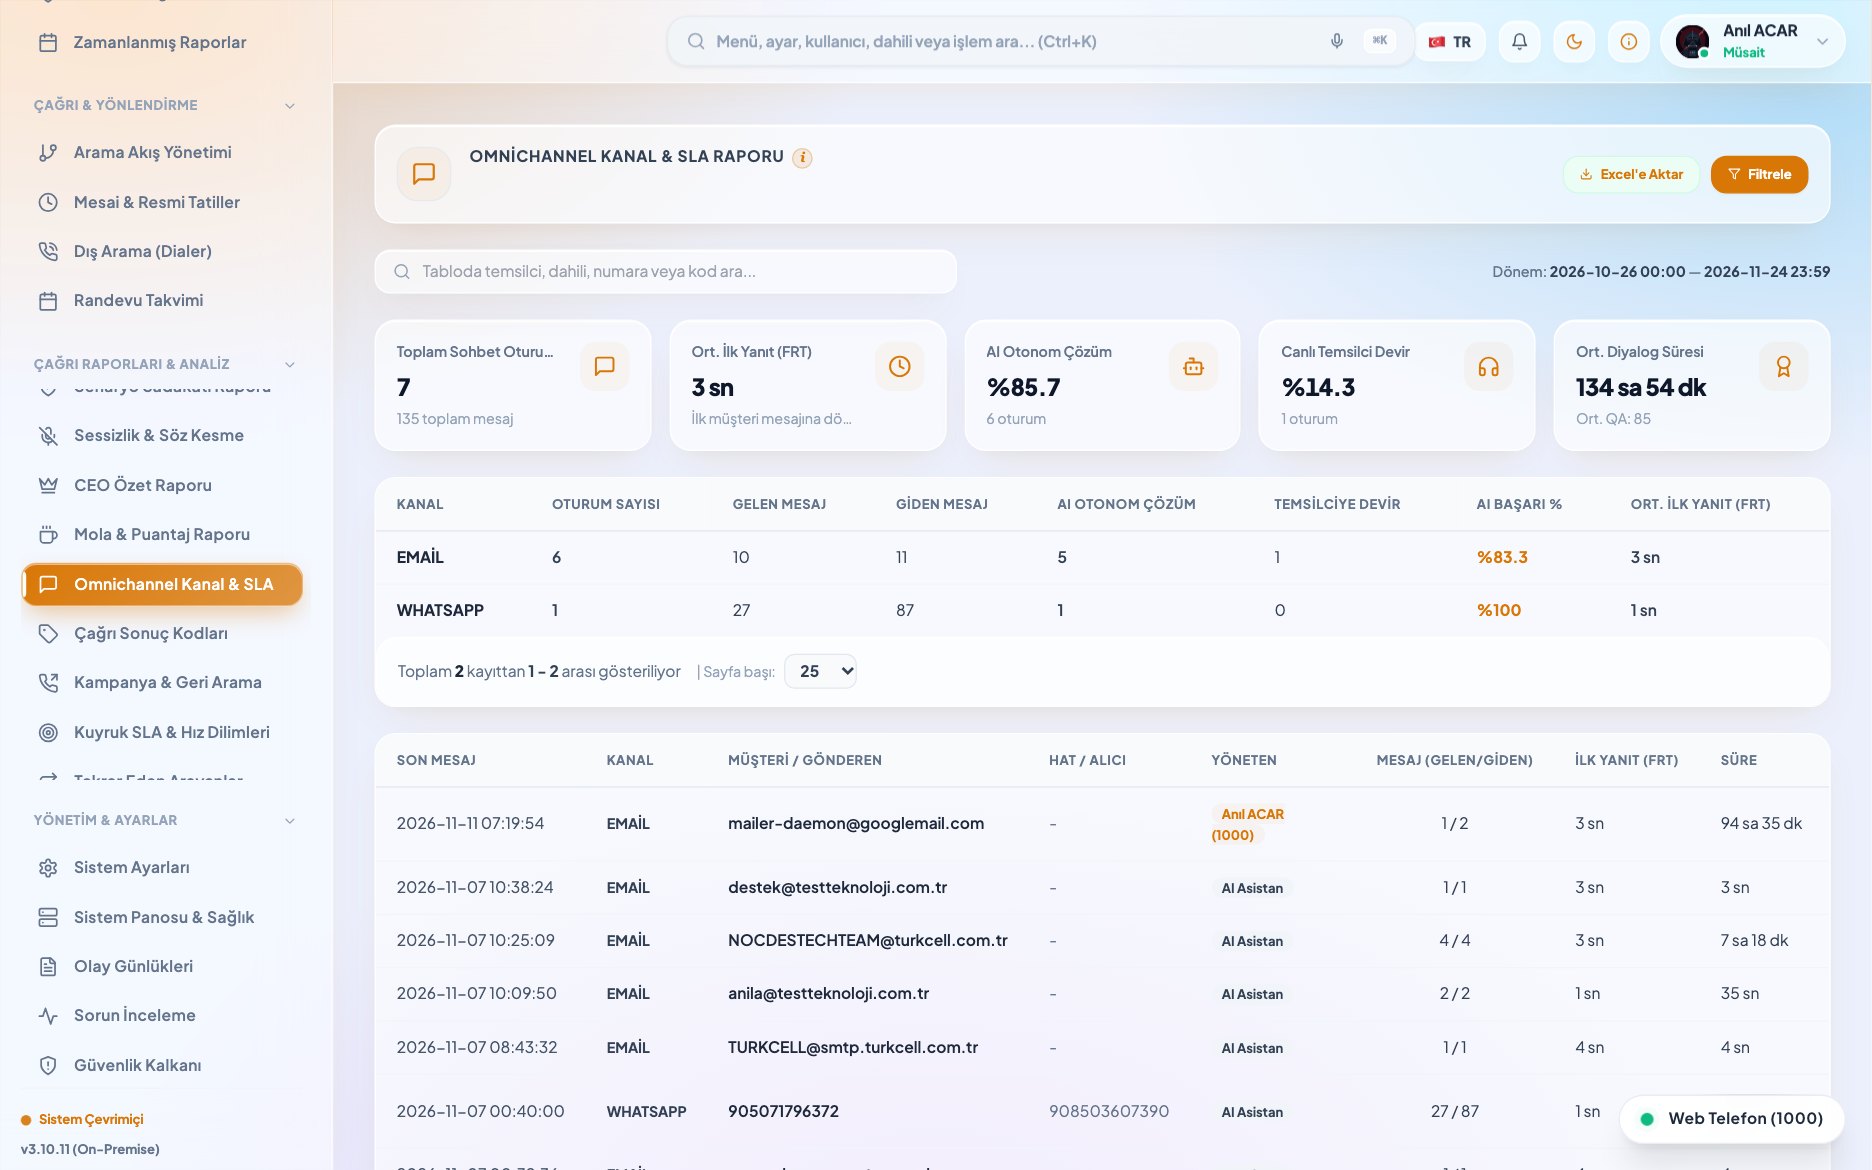 Zamanlanmış Raporlar
ÇAĞRI & YÖNLENDİRME
Arama Akış Yönetimi
Mesai & Resmi Tatiller
Dış Arama (Dialer)
Randevu Takvimi
ÇAĞRI RAPORLARI & ANALİZ
Sessizlik & Söz Kesme
CEO Özet Raporu
Mola & Puantaj Raporu
Omnichannel Kanal & SLA
Çağrı Sonuç Kodları
Kampanya & Geri Arama
Kuyruk SLA & Hız Dilimleri
YÖNETİM & AYARLAR
Sistem Ayarları
Sistem Panosu & Sağlık
Olay Günlükleri
Sorun İnceleme
Güvenlik Kalkanı
Sistem Çevrimiçi
v3.10.11 (On-Premise)
Menü, ayar, kullanıcı, dahili veya işlem ara... (Ctrl+K)
⌘K
TR
Anıl ACAR
Müsait
OMNİCHANNEL KANAL & SLA RAPORU
Excel'e Aktar
Filtrele
Tabloda temsilci, dahili, numara veya kod ara...
Dönem: 2026-10-26 00:00 — 2026-11-24 23:59
Toplam Sohbet Oturu...
7
135 toplam mesaj
Ort. İlk Yanıt (FRT)
3 sn
İlk müşteri mesajına dö...
AI Otonom Çözüm
%85.7
6 oturum
Canlı Temsilci Devir
%14.3
1 oturum
Ort. Diyalog Süresi
134 sa 54 dk
Ort. QA: 85
KANAL OTURUM SAYISI GELEN MESAJ GİDEN MESAJ AI OTONOM ÇÖZÜM TEMSİLCİYE DEVİR AI BAŞARI % ORT. İLK YANIT (FRT)
EMAİL 6 10 11 5 1 %83.3 3 sn
WHATSAPP 1 27 87 1 0 %100 1 sn
Toplam 2 kayıttan 1 - 2 arası gösteriliyor | Sayfa başı: 25
SON MESAJ KANAL MÜŞTERİ / GÖNDEREN HAT / ALICI YÖNETEN MESAJ (GELEN/GİDEN) İLK YANIT (FRT) SÜRE
2026-11-11 07:19:54 EMAİL mailer-daemon@googlemail.com - Anıl ACAR (1000) 1 / 2 3 sn 94 sa 35 dk
2026-11-07 10:38:24 EMAİL destek@testteknoloji.com.tr - AI Asistan 1 / 1 3 sn 3 sn
2026-11-07 10:25:09 EMAİL NOCDESTECHTEAM@turkcell.com.tr - AI Asistan 4 / 4 3 sn 7 sa 18 dk
2026-11-07 10:09:50 EMAİL anila@testteknoloji.com.tr - AI Asistan 2 / 2 1 sn 35 sn
2026-11-07 08:43:32 EMAİL TURKCELL@smtp.turkcell.com.tr - AI Asistan 1 / 1 4 sn 4 sn
2026-11-07 00:40:00 WHATSAPP 905071796372 908503607390 AI Asistan 27 / 87 1 sn
Web Telefon (1000)